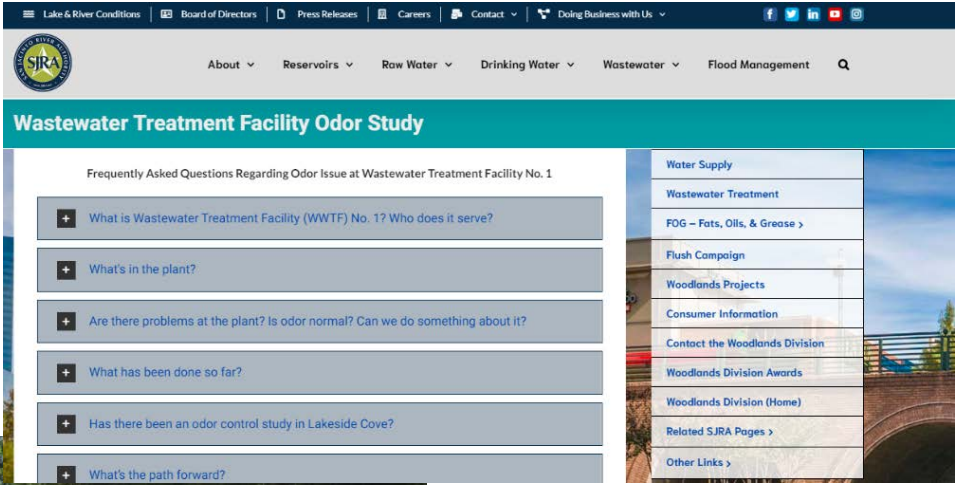 Lake & River Conditions
Board of Directors
Press Releases
Careers
Contact
Doing Business with Us
SAN JACINTO RIVER AUTHORITY
SJRA
About
Reservoirs
Raw Water
Drinking Water
Wastewater
Flood Management
Wastewater Treatment Facility Odor Study
Frequently Asked Questions Regarding Odor Issue at Wastewater Treatment Facility No. 1
What is Wastewater Treatment Facility (WWTF) No. 1? Who does it serve?
What's in the plant?
Are there problems at the plant? Is odor normal? Can we do something about it?
What has been done so far?
Has there been an odor control study in Lakeside Cove?
What's the path forward?
Water Supply
Wastewater Treatment
FOG – Fats, Oils, & Grease >
Flush Campaign
Woodlands Projects
Consumer Information
Contact the Woodlands Division
Woodlands Division Awards
Woodlands Division (Home)
Related SJRA Pages >
Other Links >